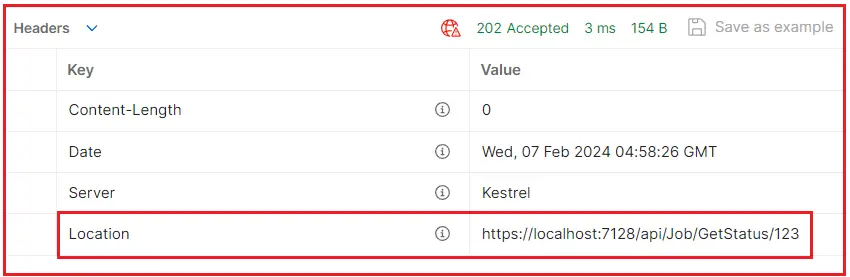 Headers 202 Accepted 3 ms 154 B Save as example
Key Value
Content-Length 0
Date Wed, 07 Feb 2024 04:58:26 GMT
Server Kestrel
Location https://localhost:7128/api/Job/GetStatus/123